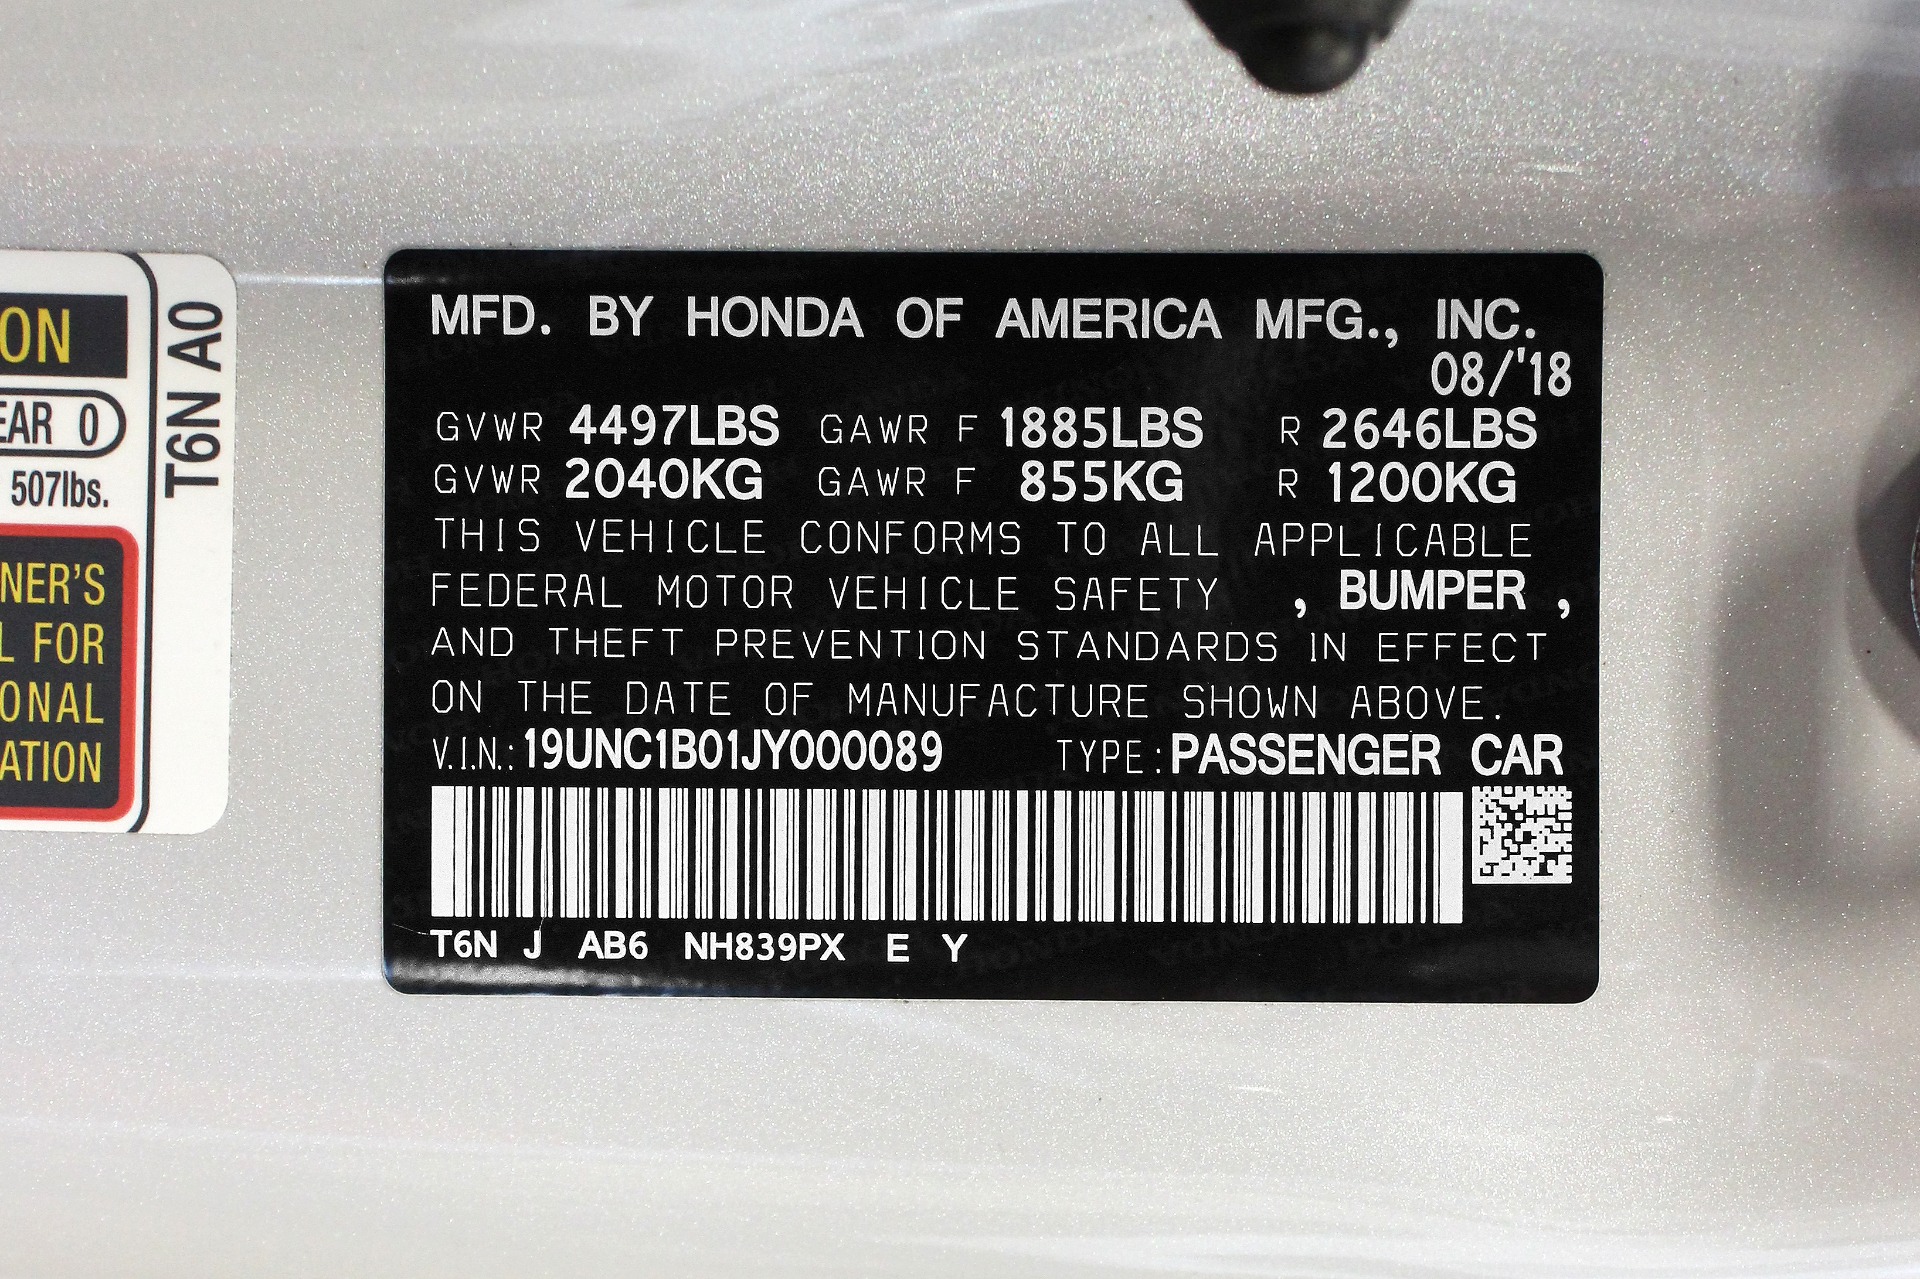 MFD. BY HONDA OF AMERICA MFG., INC.
08/'18
GVWR 4497LBS GAWR F 1885LBS R 2646LBS
GVWR 2040KG GAWR F 855KG R 1200KG
THIS VEHICLE CONFORMS TO ALL APPLICABLE
FEDERAL MOTOR VEHICLE SAFETY , BUMPER ,
AND THEFT PREVENTION STANDARDS IN EFFECT
ON THE DATE OF MANUFACTURE SHOWN ABOVE.
V.I.N.: 19UNC1B01JY000089 TYPE: PASSENGER CAR
T6N J AB6 NH839PX E Y
T6N A0
ON
EAR 0
507lbs.
NER'S
L FOR
ONAL
ATION